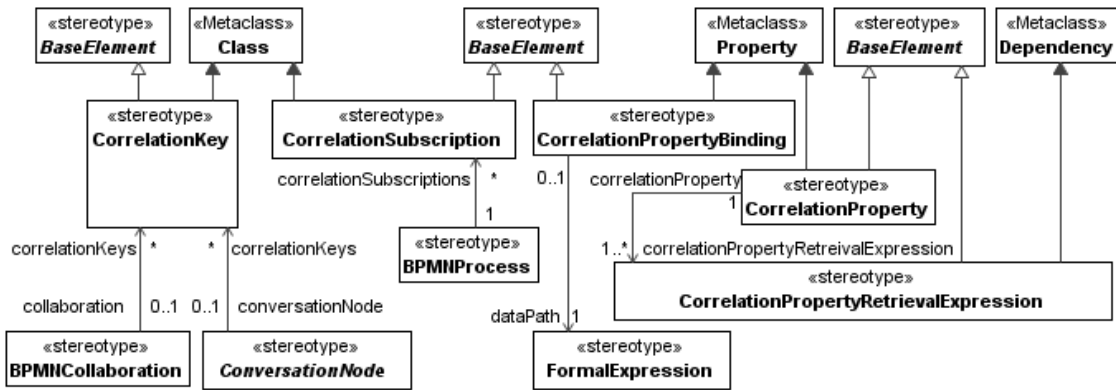 «stereotype»
BaseElement
«Metaclass»
Class
«stereotype»
BaseElement
«Metaclass»
Property
«stereotype»
BaseElement
«Metaclass»
Dependency
«stereotype»
CorrelationKey
«stereotype»
CorrelationSubscription
«stereotype»
CorrelationPropertyBinding
correlationSubscriptions
*
0..1
correlationProperty
1
«stereotype»
CorrelationProperty
1
«stereotype»
BPMNProcess
correlationKeys
*
*
correlationKeys
1..*
correlationPropertyRetreivalExpression
«stereotype»
CorrelationPropertyRetrievalExpression
collaboration
0..1
0..1
conversationNode
dataPath
1
«stereotype»
BPMNCollaboration
«stereotype»
ConversationNode
«stereotype»
FormalExpression